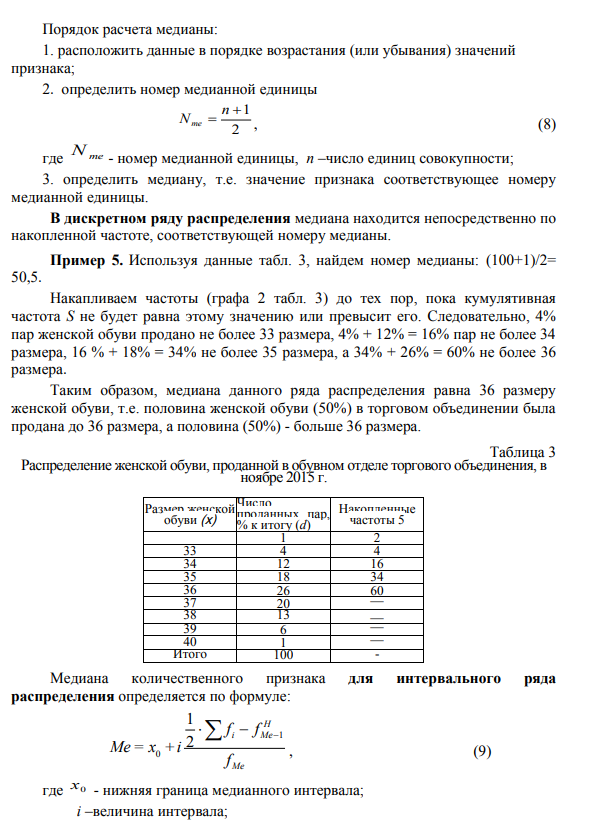 Порядок расчета медианы:
1. расположить данные в порядке возрастания (или убывания) значений
признака;
2. определить номер медианной единицы
N me = (n + 1) / 2 , (8)
где N me - номер медианной единицы, n –число единиц совокупности;
3. определить медиану, т.е. значение признака соответствующее номеру
медианной единицы.
В дискретном ряду распределения медиана находится непосредственно по
накопленной частоте, соответствующей номеру медианы.
Пример 5. Используя данные табл. 3, найдем номер медианы: (100+1)/2=
50,5.
Накапливаем частоты (графа 2 табл. 3) до тех пор, пока кумулятивная
частота S не будет равна этому значению или превысит его. Следовательно, 4%
пар женской обуви продано не более 33 размера, 4% + 12% = 16% пар не более 34
размера, 16 % + 18% = 34% не более 35 размера, а 34% + 26% = 60% не более 36
размера.
Таким образом, медиана данного ряда распределения равна 36 размеру
женской обуви, т.е. половина женской обуви (50%) в торговом объединении была
продана до 36 размера, а половина (50%) - больше 36 размера.
Таблица 3
Распределение женской обуви, проданной в обувном отделе торгового объединения, в
ноябре 2015 г.
Размер женской обуви (x) Число проданных пар, % к итогу (d) Накопленные частоты 5
1 2
33 4 4
34 12 16
35 18 34
36 26 60
37 20 —
38 13 —
39 6 —
40 1 —
Итого 100 -
Медиана количественного признака для интервального ряда
распределения определяется по формуле:
Me = x₀ + i (1/2 · ∑ f i − f H Me−1) / f Me , (9)
где x₀ - нижняя граница медианного интервала;
i –величина интервала;